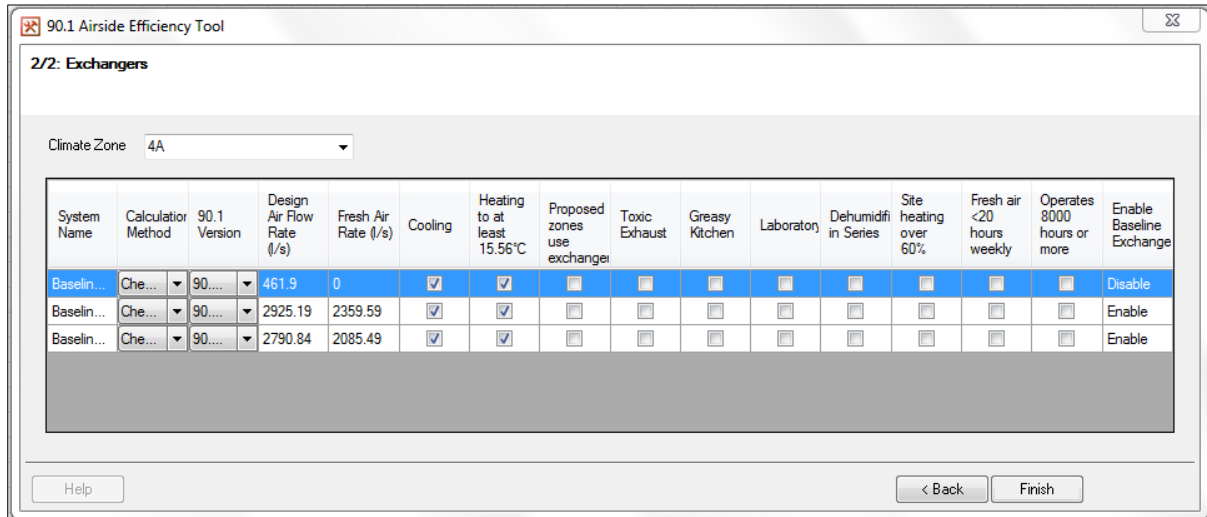 90.1 Airside Efficiency Tool
2/2: Exchangers
Climate Zone 4A
System Name
Calculation Method
90.1 Version
Design Air Flow Rate (l/s)
Fresh Air Rate (l/s)
Cooling
Heating to at least 15.56°C
Proposed zones use exchanger
Toxic Exhaust
Greasy Kitchen
Laboratory
Dehumidifi in Series
Site heating over 60%
Fresh air <20 hours weekly
Operates 8000 hours or more
Enable Baseline Exchange
Baselin... Che... 90.... 461.9 0 Disable
Baselin... Che... 90.... 2925.19 2359.59 Enable
Baselin... Che... 90.... 2790.84 2085.49 Enable
Help < Back Finish